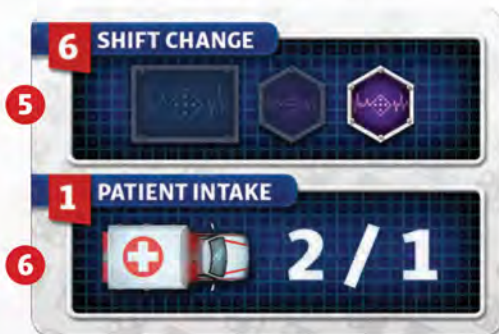 6 SHIFT CHANGE
5
1 PATIENT INTAKE
6
2 / 1